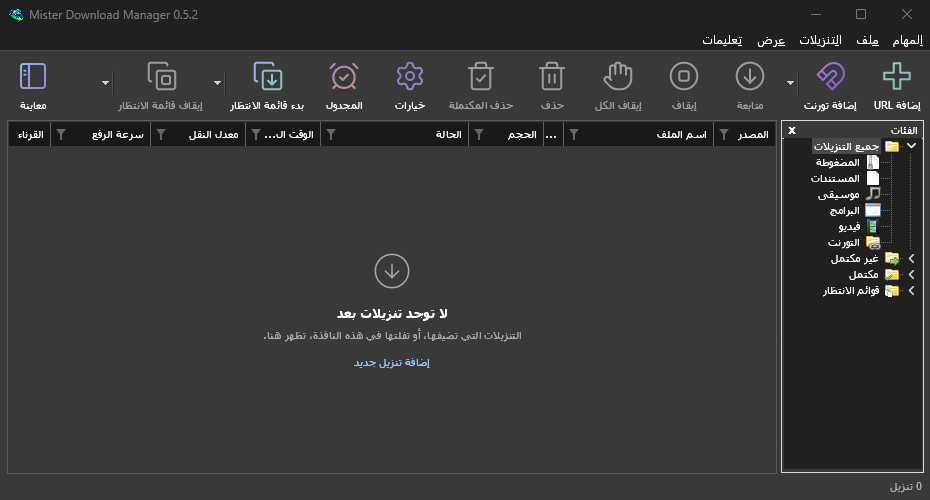 Mister Download Manager 0.5.2
المهام
ملف
التنزيلات
عرض
تعليمات
إضافة URL
إضافة تورنت
متابعة
إيقاف
إيقاف الكل
حذف
حذف المكتملة
خيارات
المجدول
بدء قائمة الانتظار
إيقاف قائمة الانتظار
معاينة
الفئات
x
جميع التنزيلات
المضغوطة
المستندات
موسيقى
البرامج
فيديو
التورنت
غير مكتمل
مكتمل
قوائم الانتظار
المصدر
اسم الملف
...
الحجم
الحالة
الوقت ال...
معدل النقل
سرعة الرفع
القرناء
لا توجد تنزيلات بعد
التنزيلات التي تضيفها، أو تفلتها في هذه النافذة، تظهر هنا.
إضافة تنزيل جديد
0 تنزيل